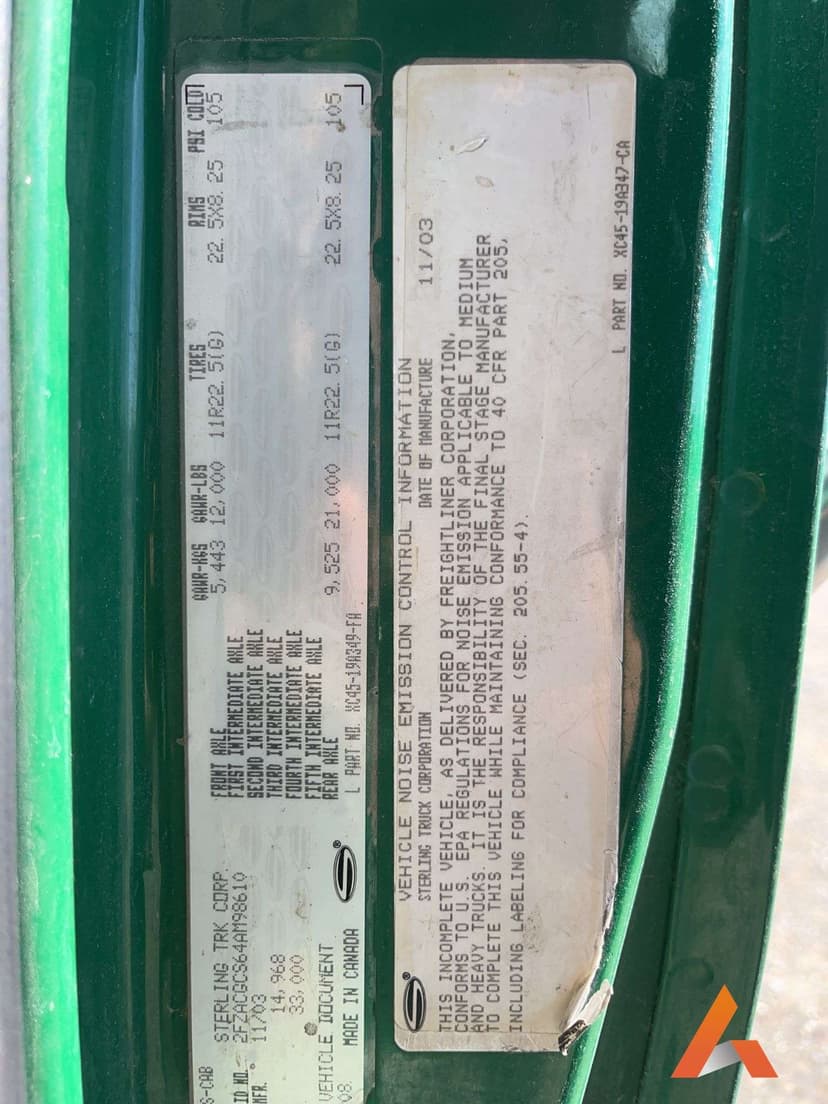 S-CAB
STERLING TRK CORP.
ID NO. 2FZACGCS64AM98610
MFR. 11/03
14,968
33,000
VEHICLE DOCUMENT
08.
MADE IN CANADA
GAWR-KGS GAWR-LBS TIRES RIMS PSI COLD
FRONT AXLE 5,443 12,000 11R22.5(G) 22.5X8.25 105
FIRST INTERMEDIATE AXLE
SECOND INTERMEDIATE AXLE
THIRD INTERMEDIATE AXLE
FOURTH INTERMEDIATE AXLE
FIFTH INTERMEDIATE AXLE
REAR AXLE 9,525 21,000 11R22.5(G) 22.5X8.25 105
L PART NO. XC45-19A349-FA
VEHICLE NOISE EMISSION CONTROL INFORMATION
STERLING TRUCK CORPORATION DATE OF MANUFACTURE 11/03
THIS INCOMPLETE VEHICLE, AS DELIVERED BY FREIGHTLINER CORPORATION,
CONFORMS TO U.S. EPA REGULATIONS FOR NOISE EMISSION APPLICABLE TO MEDIUM
AND HEAVY TRUCKS. IT IS THE RESPONSIBILITY OF THE FINAL STAGE MANUFACTURER
TO COMPLETE THIS VEHICLE WHILE MAINTAINING CONFORMANCE TO 40 CFR PART 205,
INCLUDING LABELING FOR COMPLIANCE (SEC. 205.55-4).
L PART NO. XC45-19A347-CA